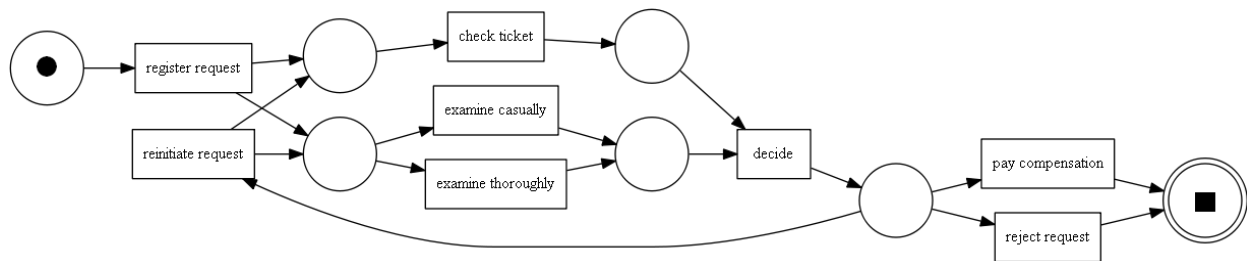 register request
reinitiate request
check ticket
examine casually
examine thoroughly
decide
pay compensation
reject request